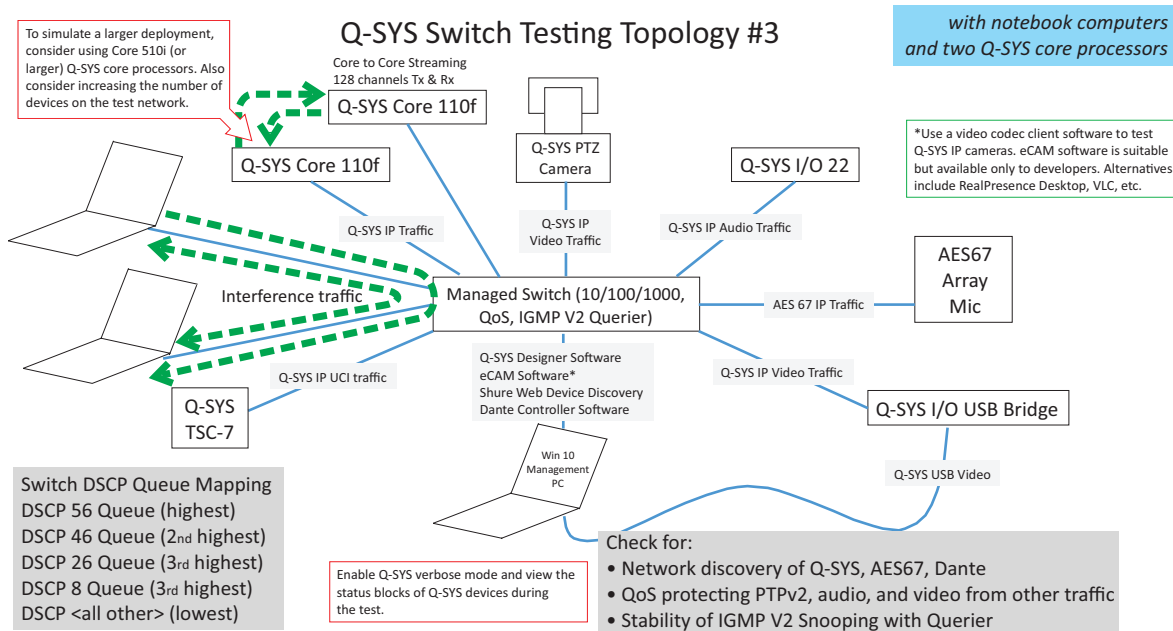 Q-SYS Switch Testing Topology #3
with notebook computers
and two Q-SYS core processors
To simulate a larger deployment,
consider using Core 510i (or
larger) Q-SYS core processors. Also
consider increasing the number of
devices on the test network.
Core to Core Streaming
128 channels Tx & Rx
Q-SYS Core 110f
Q-SYS Core 110f
Q-SYS PTZ
Camera
Q-SYS I/O 22
*Use a video codec client software to test
Q-SYS IP cameras. eCAM software is suitable
but available only to developers. Alternatives
include RealPresence Desktop, VLC, etc.
Q-SYS IP Traffic
Q-SYS IP
Video Traffic
Q-SYS IP Audio Traffic
AES67
Array
Mic
Interference traffic
Managed Switch (10/100/1000,
QoS, IGMP V2 Querier)
AES 67 IP Traffic
Q-SYS IP UCI traffic
Q-SYS Designer Software
eCAM Software*
Shure Web Device Discovery
Dante Controller Software
Q-SYS IP Video Traffic
Q-SYS
TSC-7
Q-SYS I/O USB Bridge
Win 10
Management
PC
Q-SYS USB Video
Switch DSCP Queue Mapping
DSCP 56 Queue (highest)
DSCP 46 Queue (2nd highest)
DSCP 26 Queue (3rd highest)
DSCP 8 Queue (3rd highest)
DSCP <all other> (lowest)
Enable Q-SYS verbose mode and view the
status blocks of Q-SYS devices during
the test.
Check for:
• Network discovery of Q-SYS, AES67, Dante
• QoS protecting PTPv2, audio, and video from other traffic
• Stability of IGMP V2 Snooping with Querier